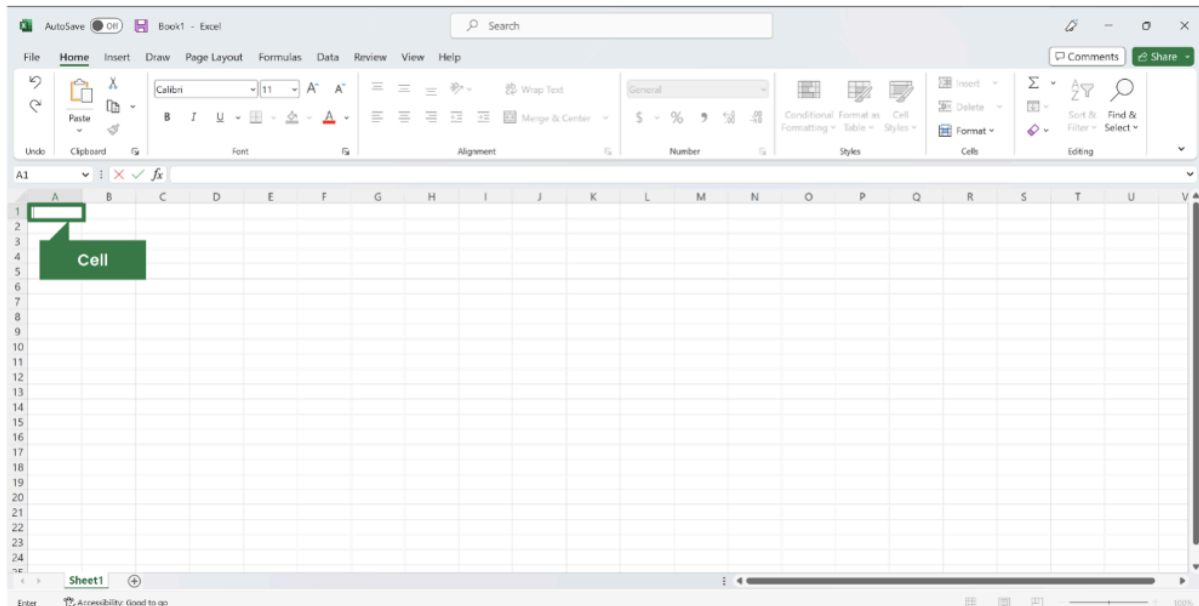 AutoSave Off Book1 - Excel Search
File Home Insert Draw Page Layout Formulas Data Review View Help Comments Share
Calibri 11 A A Wrap Text General Insert Σ A Z
Paste B I U A Merge & Center $ % 9 Conditional Formatting Format as Table Cell Styles Delete Format Sort & Filter Find & Select
Undo Clipboard Font Alignment Number Styles Cells Editing
A1 fx
A B C D E F G H I J K L M N O P Q R S T U V
1
2
3
Cell
4
5
6
7
8
9
10
11
12
13
14
15
16
17
18
19
20
21
22
23
24
25
Sheet1
Enter Accessibility: Good to go 100%